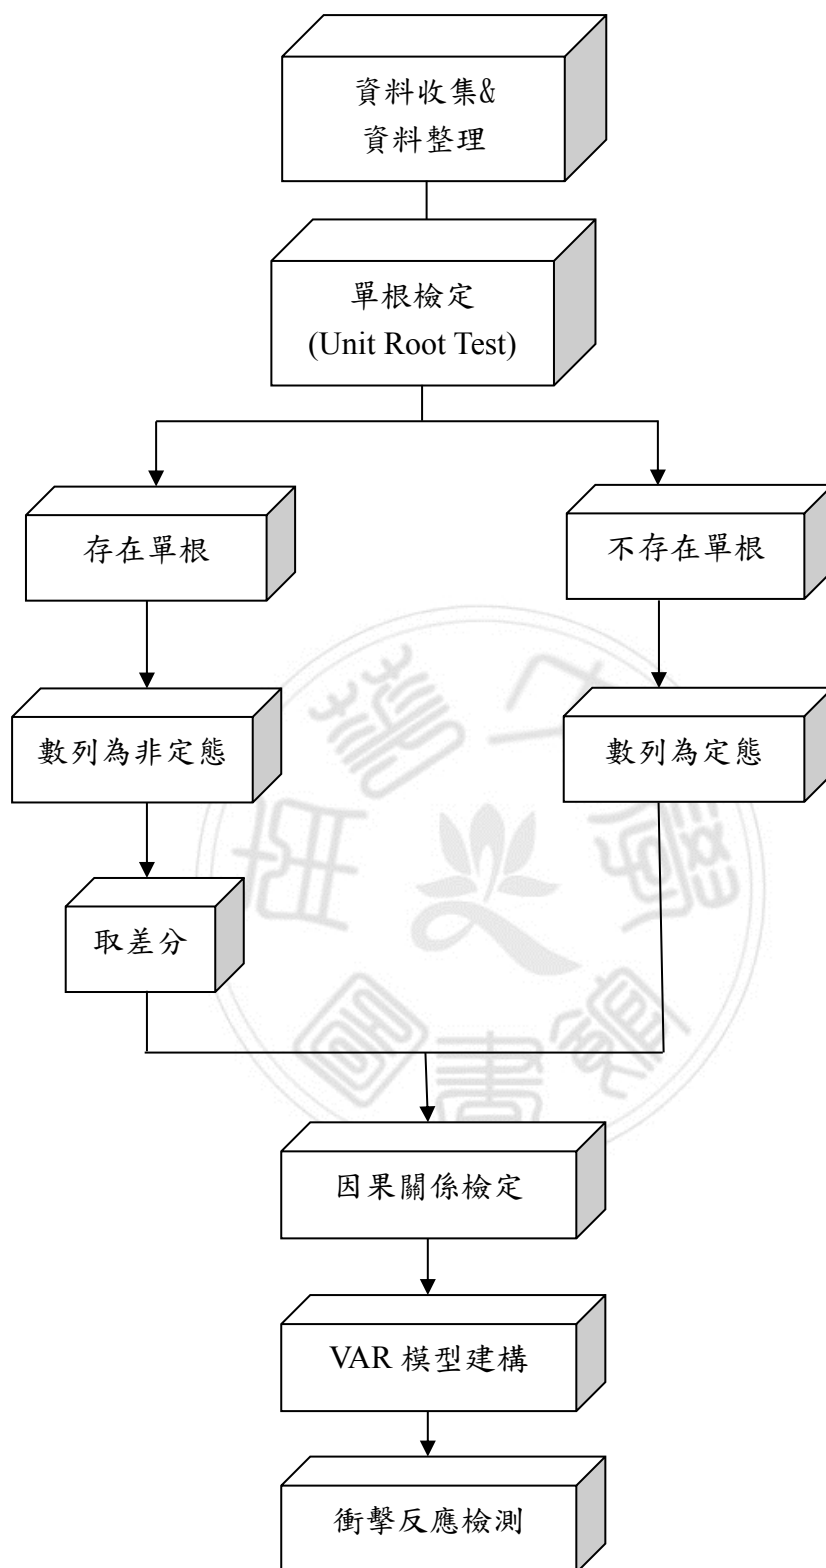 資料收集&
資料整理
單根檢定
(Unit Root Test)
存在單根
不存在單根
數列為非定態
數列為定態
取差分
因果關係檢定
VAR 模型建構
衝擊反應檢測